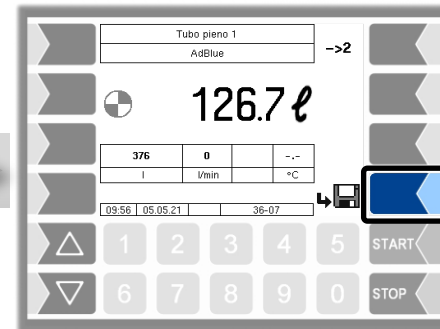 Tubo pieno 1
AdBlue
->2
126.7 ℓ
376 0 -.-
l l/min °C
09:56 05.05.21 36-07
1 2 3 4 5 START
6 7 8 9 0 STOP